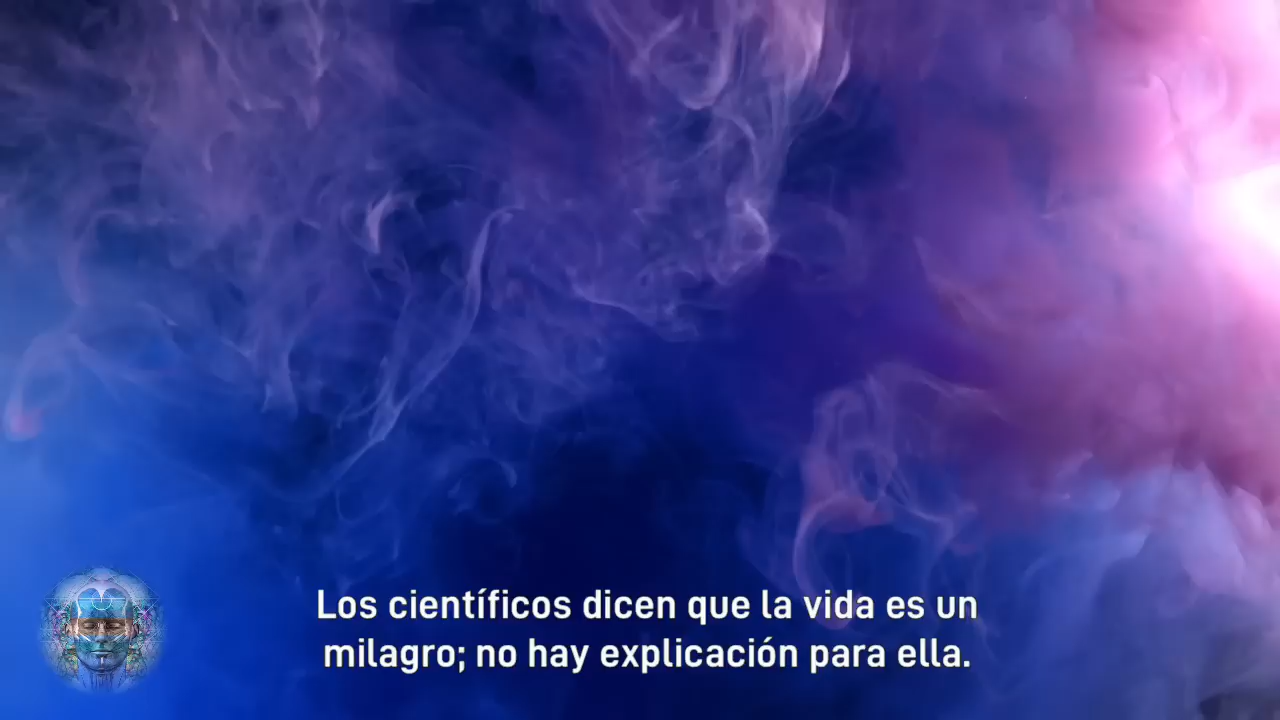 Los científicos dicen que la vida es un
milagro; no hay explicación para ella.